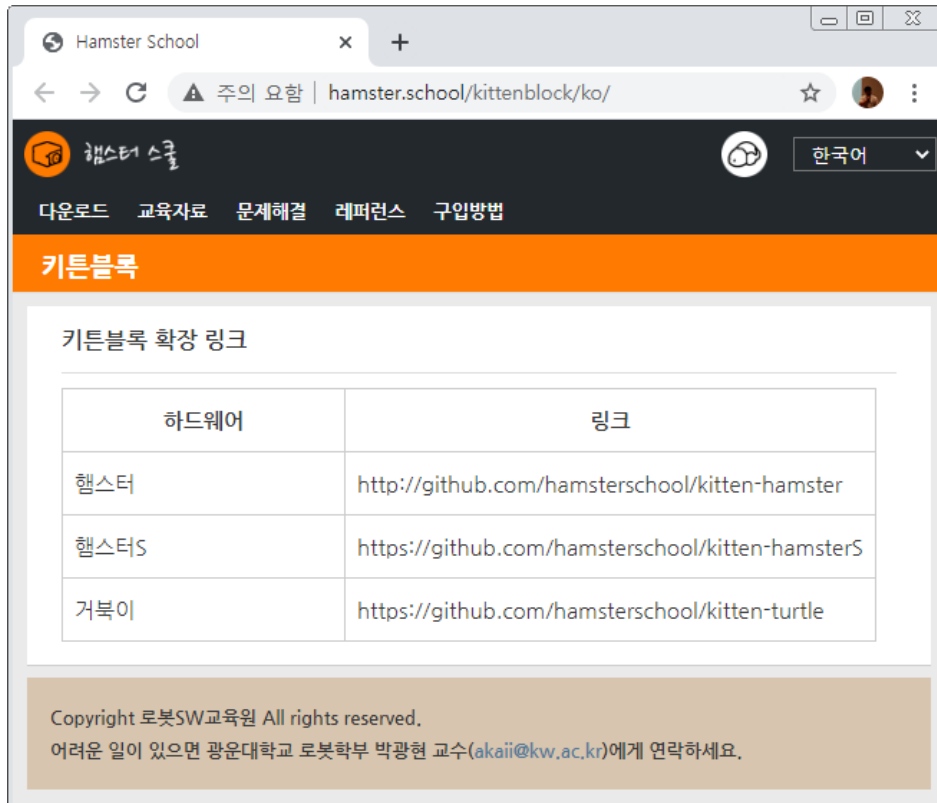 Hamster School
주의 요함 | hamster.school/kittenblock/ko/
햄스터 스쿨
한국어
다운로드 교육자료 문제해결 레퍼런스 구입방법
키튼블록
키튼블록 확장 링크
하드웨어 링크
햄스터 http://github.com/hamsterschool/kitten-hamster
햄스터S https://github.com/hamsterschool/kitten-hamsterS
거북이 https://github.com/hamsterschool/kitten-turtle
Copyright 로봇SW교육원 All rights reserved.
어려운 일이 있으면 광운대학교 로봇학부 박광현 교수(akaii@kw.ac.kr)에게 연락하세요.